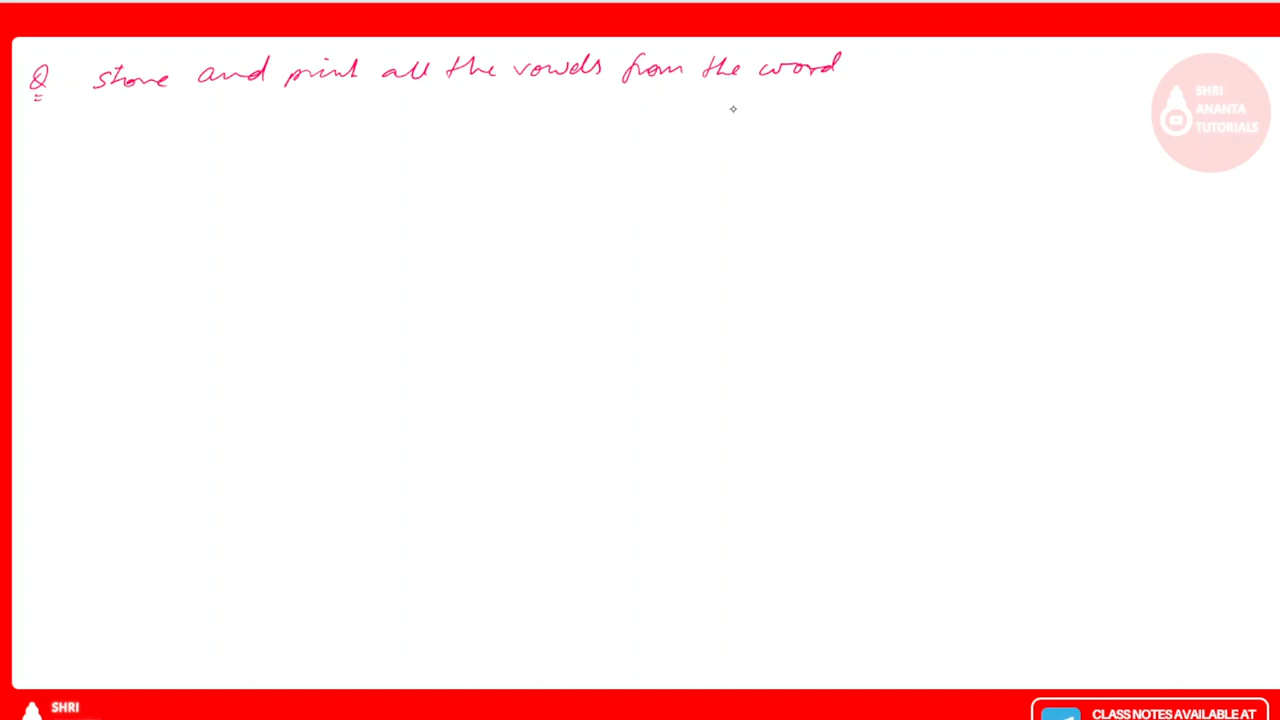 Q store and print all the vowels from the word
SHRI
ANANTA
TUTORIALS
SHRI
CLASS NOTES AVAILABLE AT